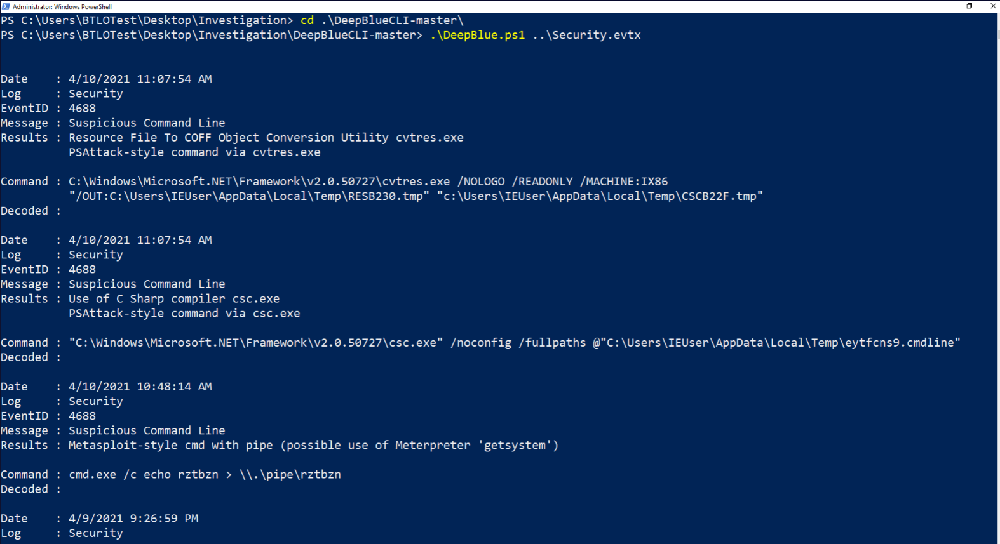 Administrator: Windows PowerShell
PS C:\Users\BTLOTest\Desktop\Investigation> cd .\DeepBlueCLI-master\
PS C:\Users\BTLOTest\Desktop\Investigation\DeepBlueCLI-master> .\DeepBlue.ps1 ..\Security.evtx
Date    : 4/10/2021 11:07:54 AM
Log     : Security
EventID : 4688
Message : Suspicious Command Line
Results : Resource File To COFF Object Conversion Utility cvtres.exe
          PSAttack-style command via cvtres.exe
Command : C:\Windows\Microsoft.NET\Framework\v2.0.50727\cvtres.exe /NOLOGO /READONLY /MACHINE:IX86
          "/OUT:C:\Users\IEUser\AppData\Local\Temp\RESB230.tmp" "c:\Users\IEUser\AppData\Local\Temp\CSCB22F.tmp"
Decoded :
Date    : 4/10/2021 11:07:54 AM
Log     : Security
EventID : 4688
Message : Suspicious Command Line
Results : Use of C Sharp compiler csc.exe
          PSAttack-style command via csc.exe
Command : "C:\Windows\Microsoft.NET\Framework\v2.0.50727\csc.exe" /noconfig /fullpaths @"C:\Users\IEUser\AppData\Local\Temp\eytfcns9.cmdline"
Decoded :
Date    : 4/10/2021 10:48:14 AM
Log     : Security
EventID : 4688
Message : Suspicious Command Line
Results : Metasploit-style cmd with pipe (possible use of Meterpreter 'getsystem')
Command : cmd.exe /c echo rztbzn > \\.\pipe\rztbzn
Decoded :
Date    : 4/9/2021 9:26:59 PM
Log     : Security